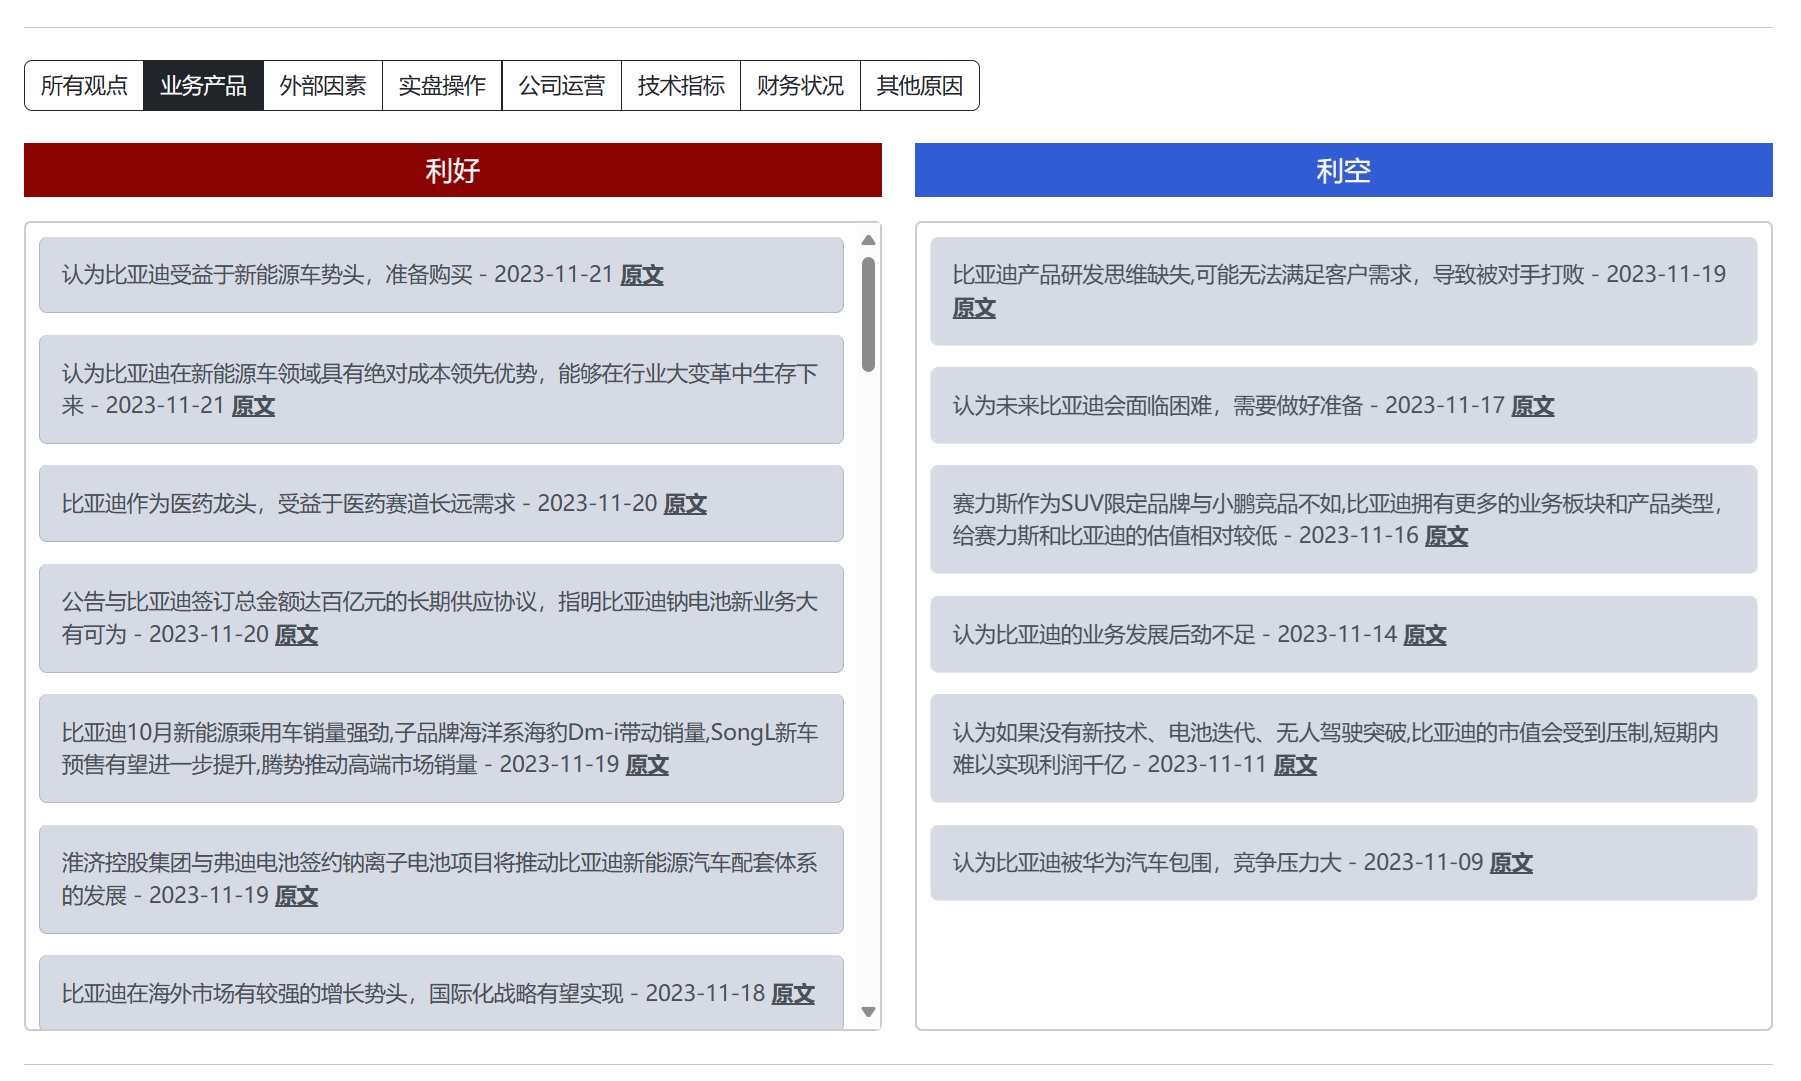 所有观点 业务产品 外部因素 实盘操作 公司运营 技术指标 财务状况 其他原因
利好
认为比亚迪受益于新能源车势头，准备购买 - 2023-11-21 原文
认为比亚迪在新能源车领域具有绝对成本领先优势，能够在行业大变革中生存下
来 - 2023-11-21 原文
比亚迪作为医药龙头，受益于医药赛道长远需求 - 2023-11-20 原文
公告与比亚迪签订总金额达百亿元的长期供应协议，指明比亚迪钠电池新业务大
有可为 - 2023-11-20 原文
比亚迪10月新能源乘用车销量强劲,子品牌海洋系海豹Dm-i带动销量,SongL新车
预售有望进一步提升,腾势推动高端市场销量 - 2023-11-19 原文
淮济控股集团与弗迪电池签约钠离子电池项目将推动比亚迪新能源汽车配套体系
的发展 - 2023-11-19 原文
比亚迪在海外市场有较强的增长势头，国际化战略有望实现 - 2023-11-18 原文
利空
比亚迪产品研发思维缺失,可能无法满足客户需求，导致被对手打败 - 2023-11-19
原文
认为未来比亚迪会面临困难，需要做好准备 - 2023-11-17 原文
赛力斯作为SUV限定品牌与小鹏竞品不如,比亚迪拥有更多的业务板块和产品类型，
给赛力斯和比亚迪的估值相对较低 - 2023-11-16 原文
认为比亚迪的业务发展后劲不足 - 2023-11-14 原文
认为如果没有新技术、电池迭代、无人驾驶突破,比亚迪的市值会受到压制,短期内
难以实现利润千亿 - 2023-11-11 原文
认为比亚迪被华为汽车包围，竞争压力大 - 2023-11-09 原文